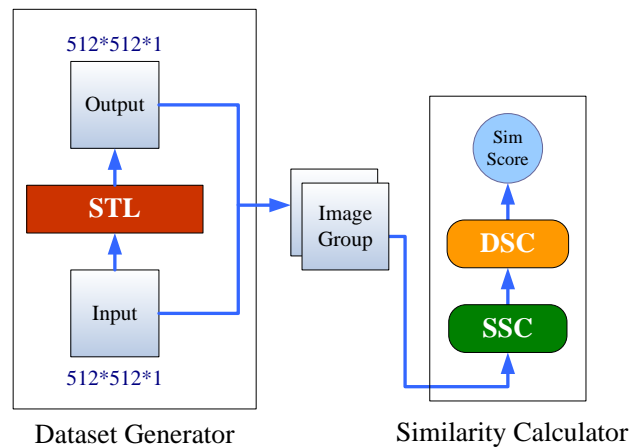 512*512*1
Output
STL
Input
512*512*1
Dataset Generator
Image
Group
Sim
Score
DSC
SSC
Similarity Calculator